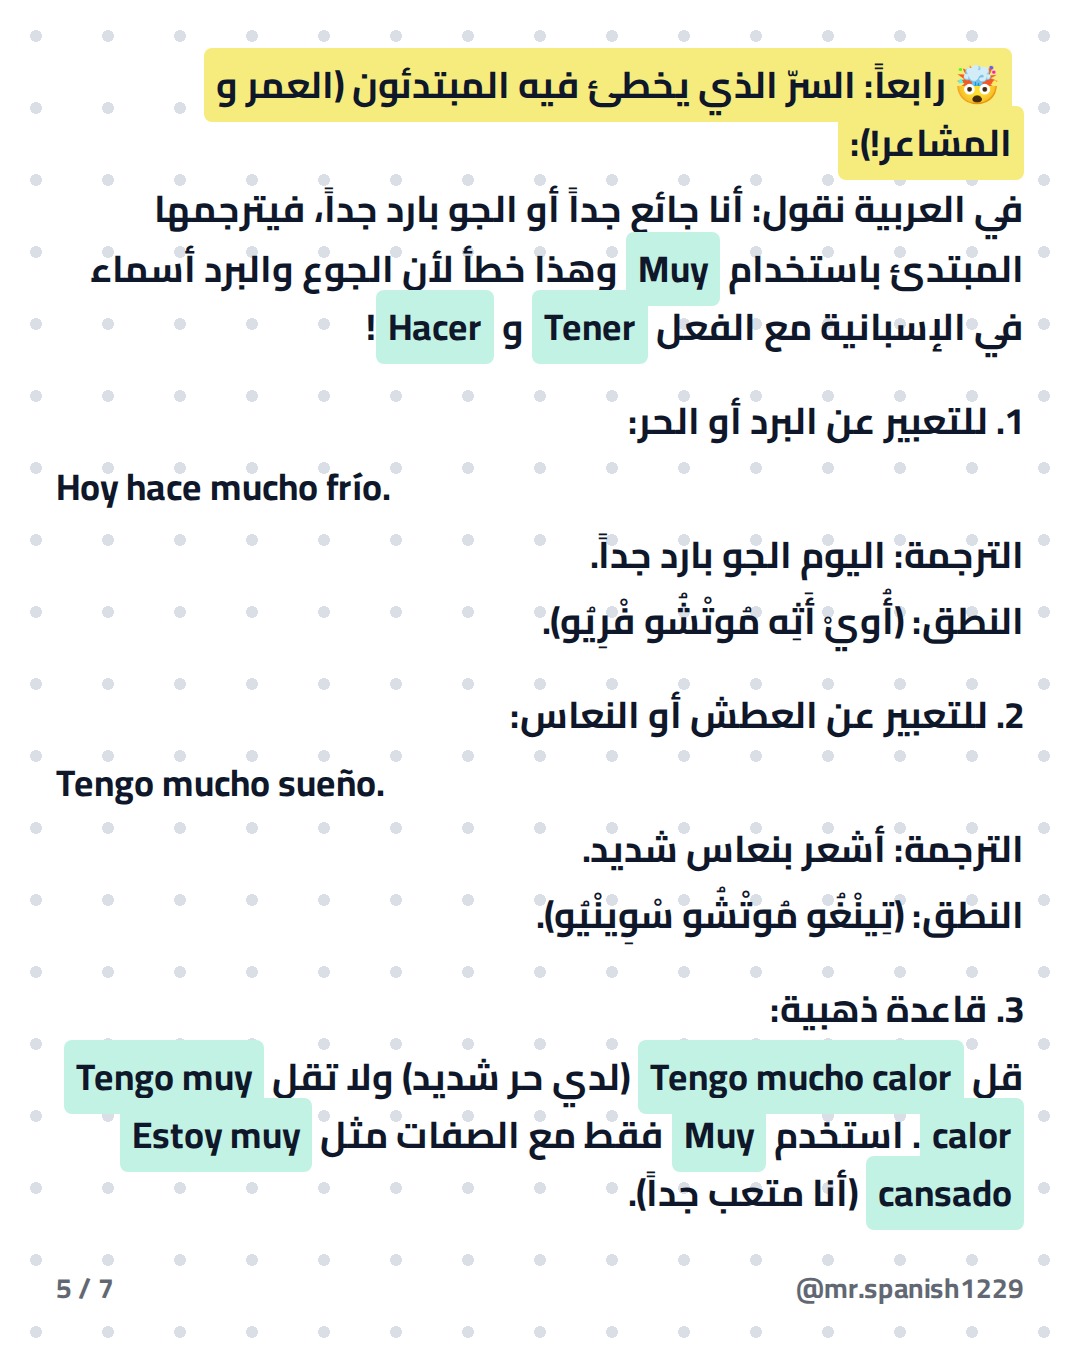 🤯 رابعاً: السرّ الذي يخطئ فيه المبتدئون (العمر و
المشاعر!):
في العربية نقول: أنا جائع جداً أو الجو بارد جداً، فيترجمها
المبتدئ باستخدام Muy وهذا خطأ لأن الجوع والبرد أسماء
في الإسبانية مع الفعل Tener و Hacer !
1. للتعبير عن البرد أو الحر:
Hoy hace mucho frío.
الترجمة: اليوم الجو بارد جداً.
النطق: (أُويْ أَثِه مُوتْشُو فْرِيُو).
2. للتعبير عن العطش أو النعاس:
Tengo mucho sueño.
الترجمة: أشعر بنعاس شديد.
النطق: (تِينْغُو مُوتْشُو سْوِينْيُو).
3. قاعدة ذهبية:
قل Tengo mucho calor (لدي حر شديد) ولا تقل Tengo muy
calor . استخدم Muy فقط مع الصفات مثل Estoy muy
cansado (أنا متعب جداً).
5 / 7
@mr.spanish1229